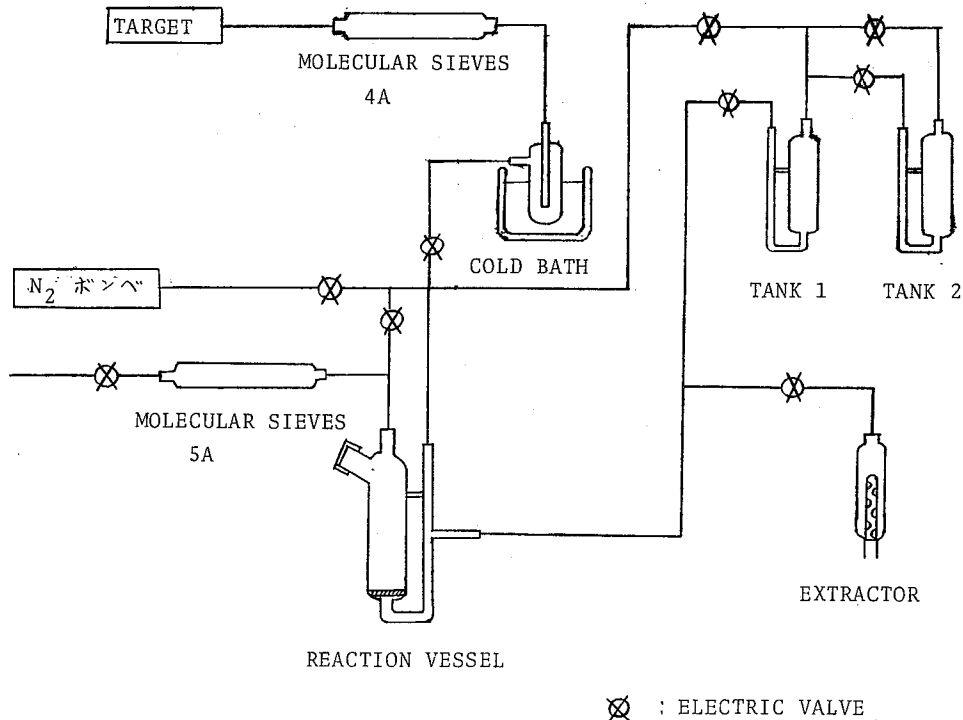 TARGET
MOLECULAR SIEVES
4A
COLD BATH
TANK 1
TANK 2
N2 ボンベ
MOLECULAR SIEVES
5A
EXTRACTOR
REACTION VESSEL
: ELECTRIC VALVE